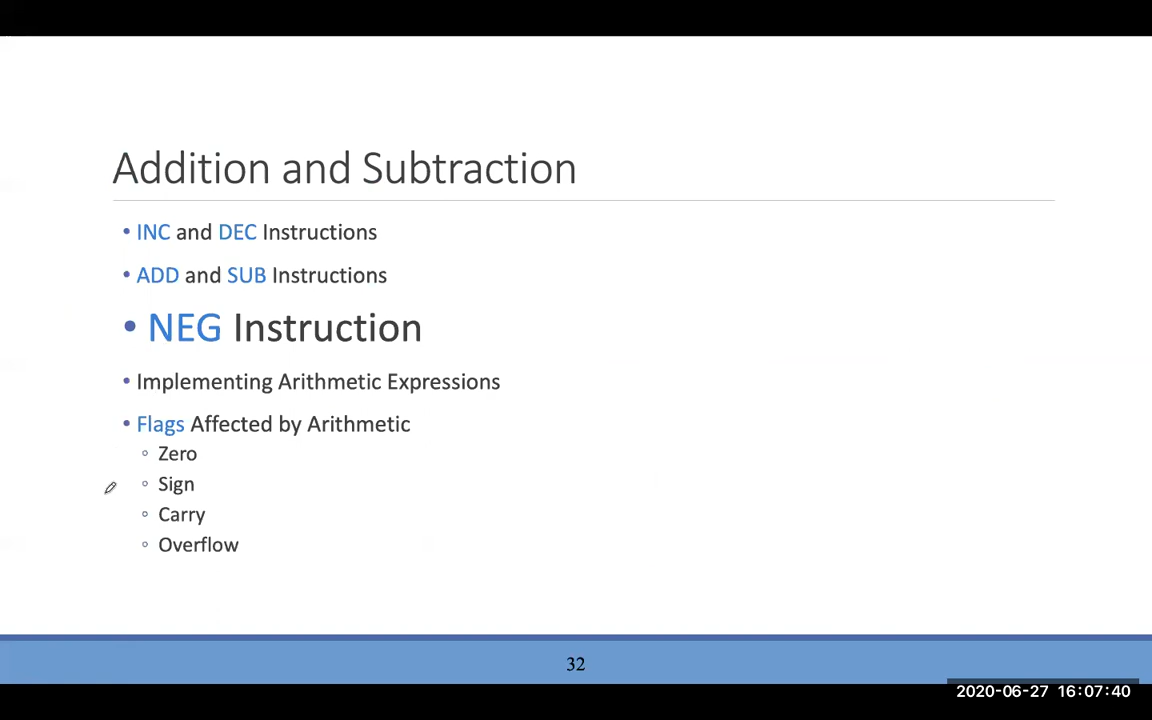 Addition and Subtraction
• INC and DEC Instructions
• ADD and SUB Instructions
• NEG Instruction
• Implementing Arithmetic Expressions
• Flags Affected by Arithmetic
◦ Zero
◦ Sign
◦ Carry
◦ Overflow
32
2020-06-27 16:07:40